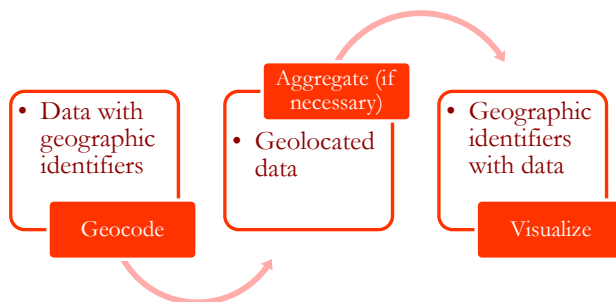 • Data with
geographic
identifiers
Geocode
Aggregate (if
necessary)
• Geolocated
data
• Geographic
identifiers
with data
Visualize